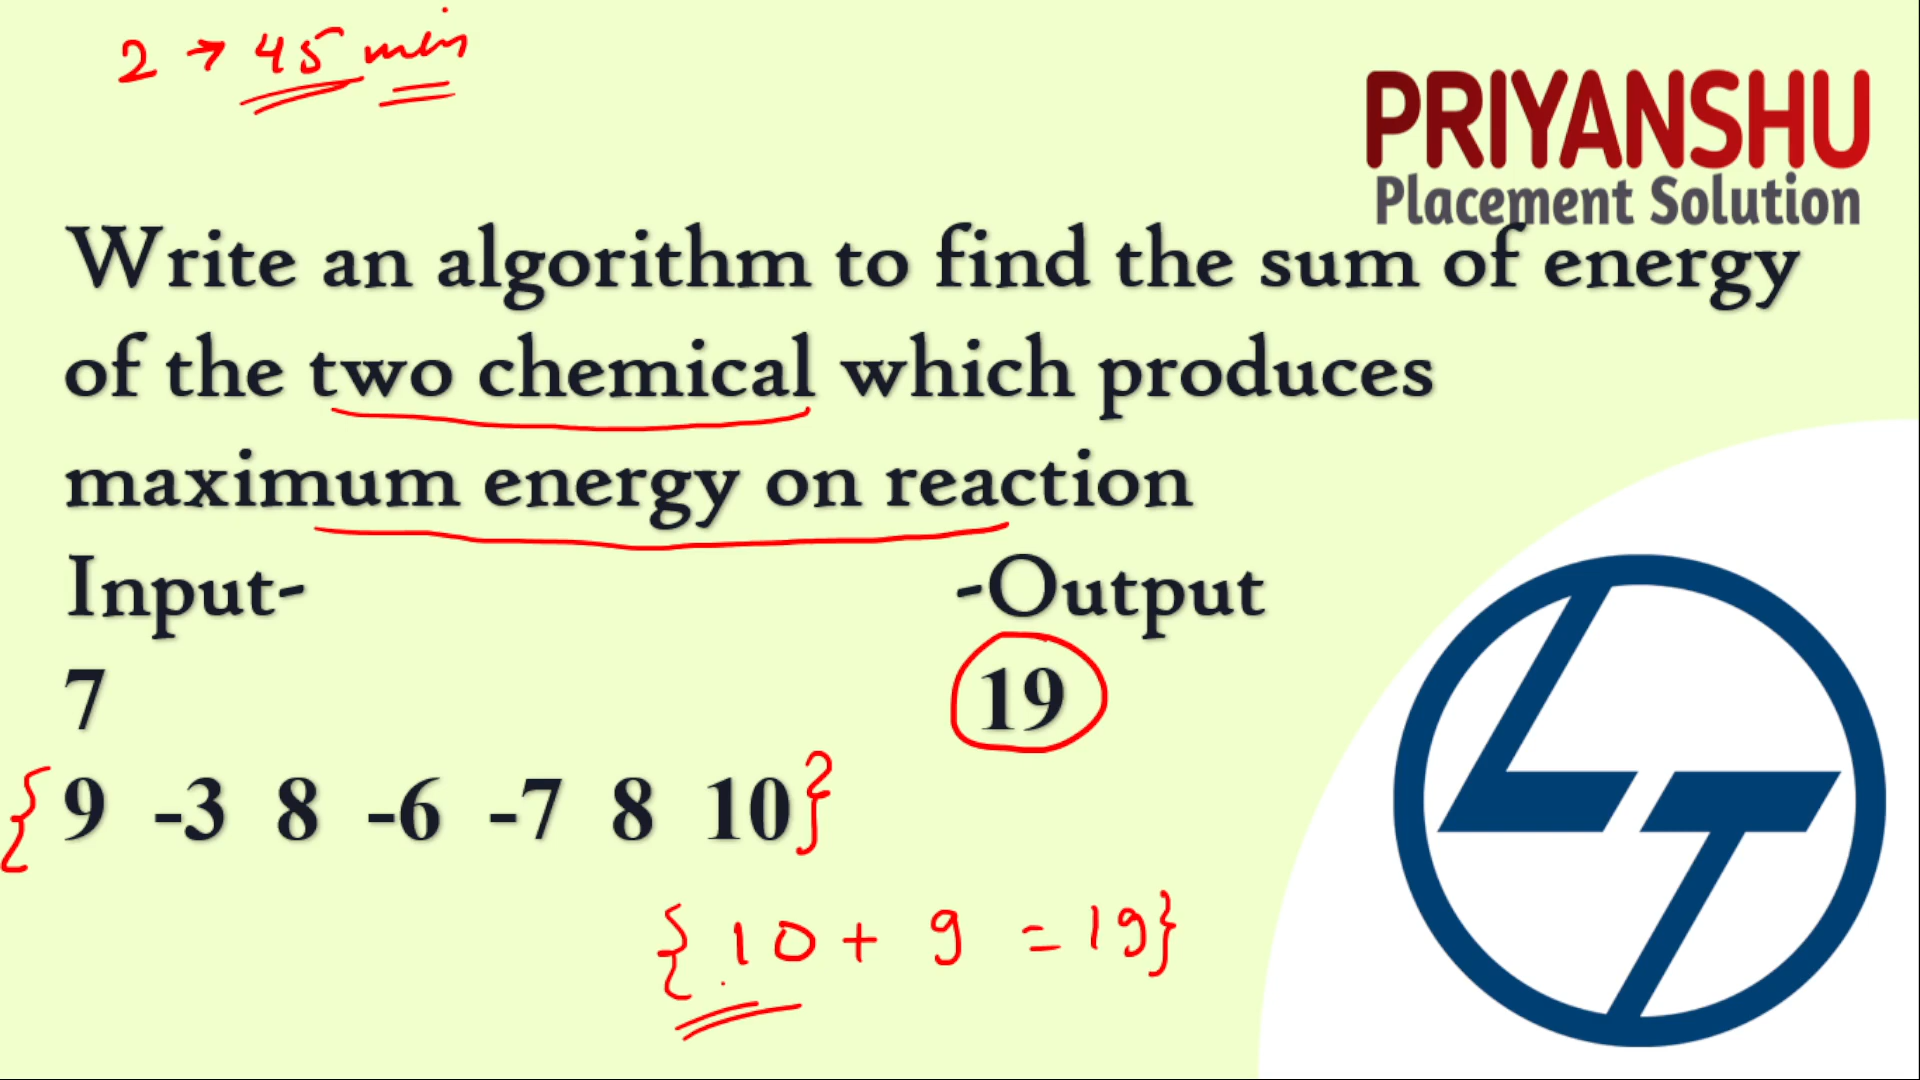 2 → 45 min
PRIYANSHU
Placement Solution
Write an algorithm to find the sum of energy
of the two chemical which produces
maximum energy on reaction
Input- -Output
7 19
{9 -3 8 -6 -7 8 10}
{10 + 9 = 19}
LT